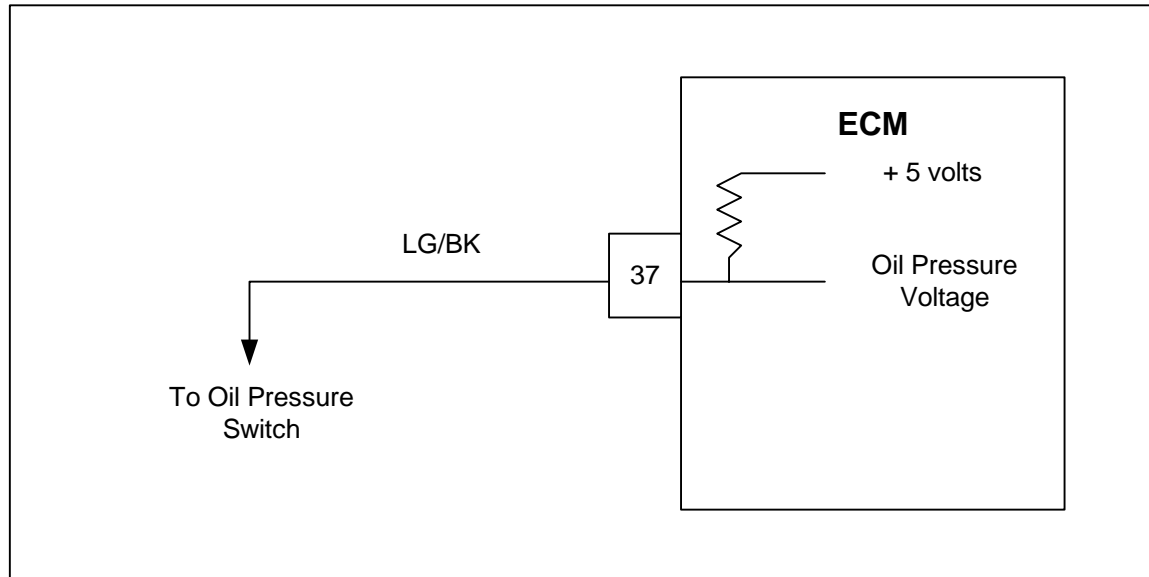 ECM
+ 5 volts
LG/BK
37
Oil Pressure
Voltage
To Oil Pressure
Switch